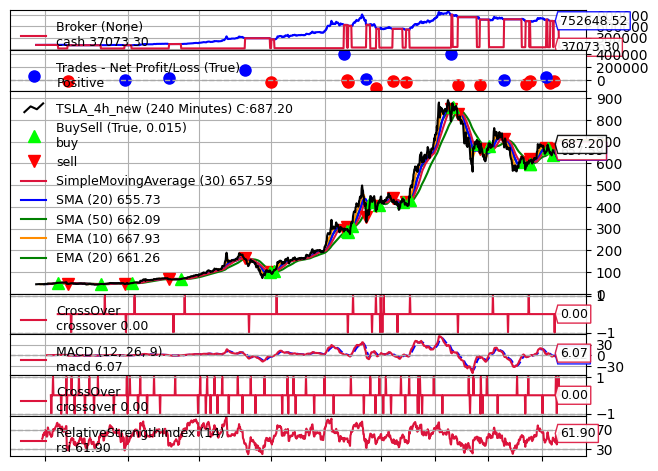 Broker (None)
cash 37073.30
752648.52
37073.30
Trades - Net Profit/Loss (True)
Positive
400000
200000
0
TSLA_4h_new (240 Minutes) C:687.20
BuySell (True, 0.015)
buy
sell
SimpleMovingAverage (30) 657.59
SMA (20) 655.73
SMA (50) 662.09
EMA (10) 667.93
EMA (20) 661.26
900
800
687.20
600
500
400
300
200
100
CrossOver
crossover 0.00
0.00
−1
MACD (12, 26, 9)
macd 6.07
30
6.07
0
−30
CrossOver
crossover 0.00
1
0.00
−1
RelativeStrengthIndex (14)
rsi 61.90
70
61.90
30